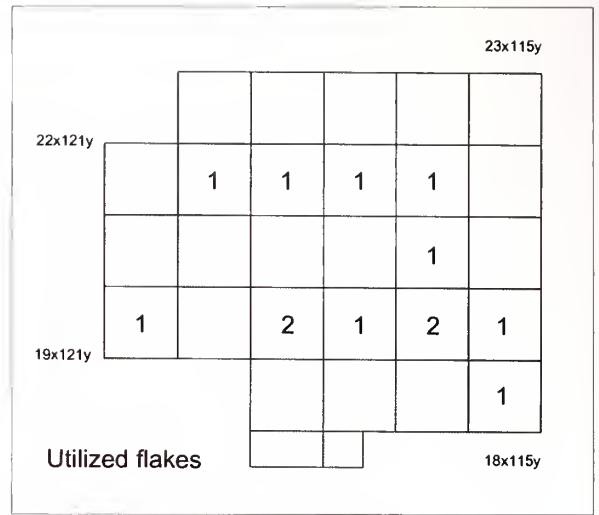 23x115y
22x121y
1 1 1 1
1
1 2 1 2 1
19x121y
1
Utilized flakes
18x115y